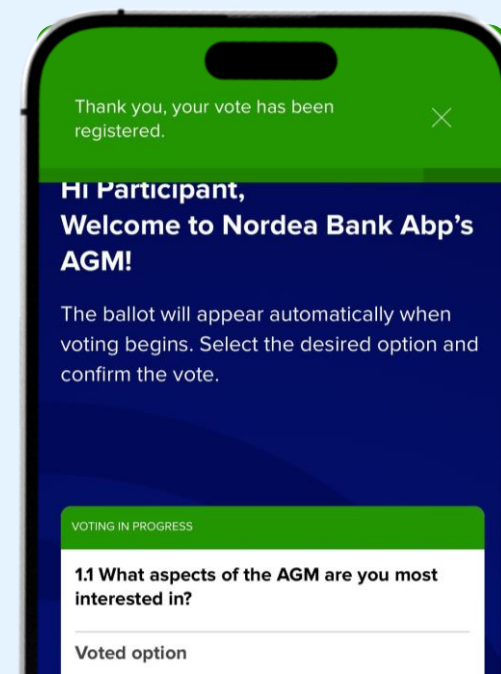 Thank you, your vote has been
registered.
Hi Participant,
Welcome to Nordea Bank Abp’s
AGM!
The ballot will appear automatically when
voting begins. Select the desired option and
confirm the vote.
VOTING IN PROGRESS
1.1 What aspects of the AGM are you most
interested in?
Voted option